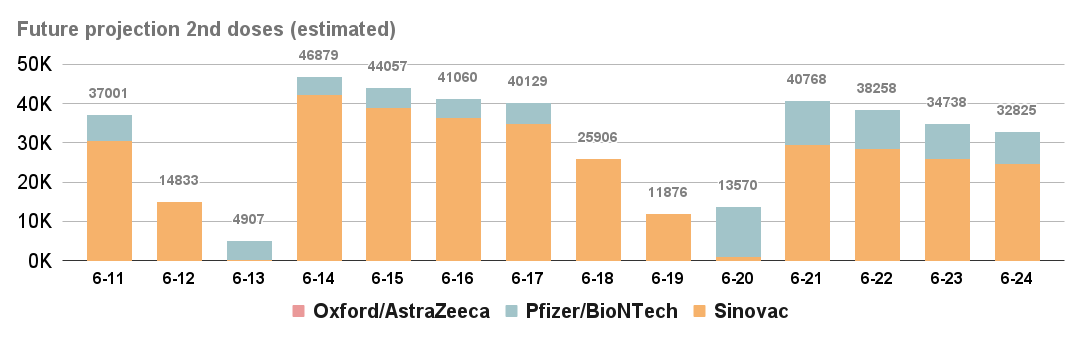 Future projection 2nd doses (estimated)
50K
40K
30K
20K
10K
0K
37001
14833
4907
46879
44057
41060
40129
25906
11876
13570
40768
38258
34738
32825
6-11 6-12 6-13 6-14 6-15 6-16 6-17 6-18 6-19 6-20 6-21 6-22 6-23 6-24
Oxford/AstraZeeca Pfizer/BioNTech Sinovac